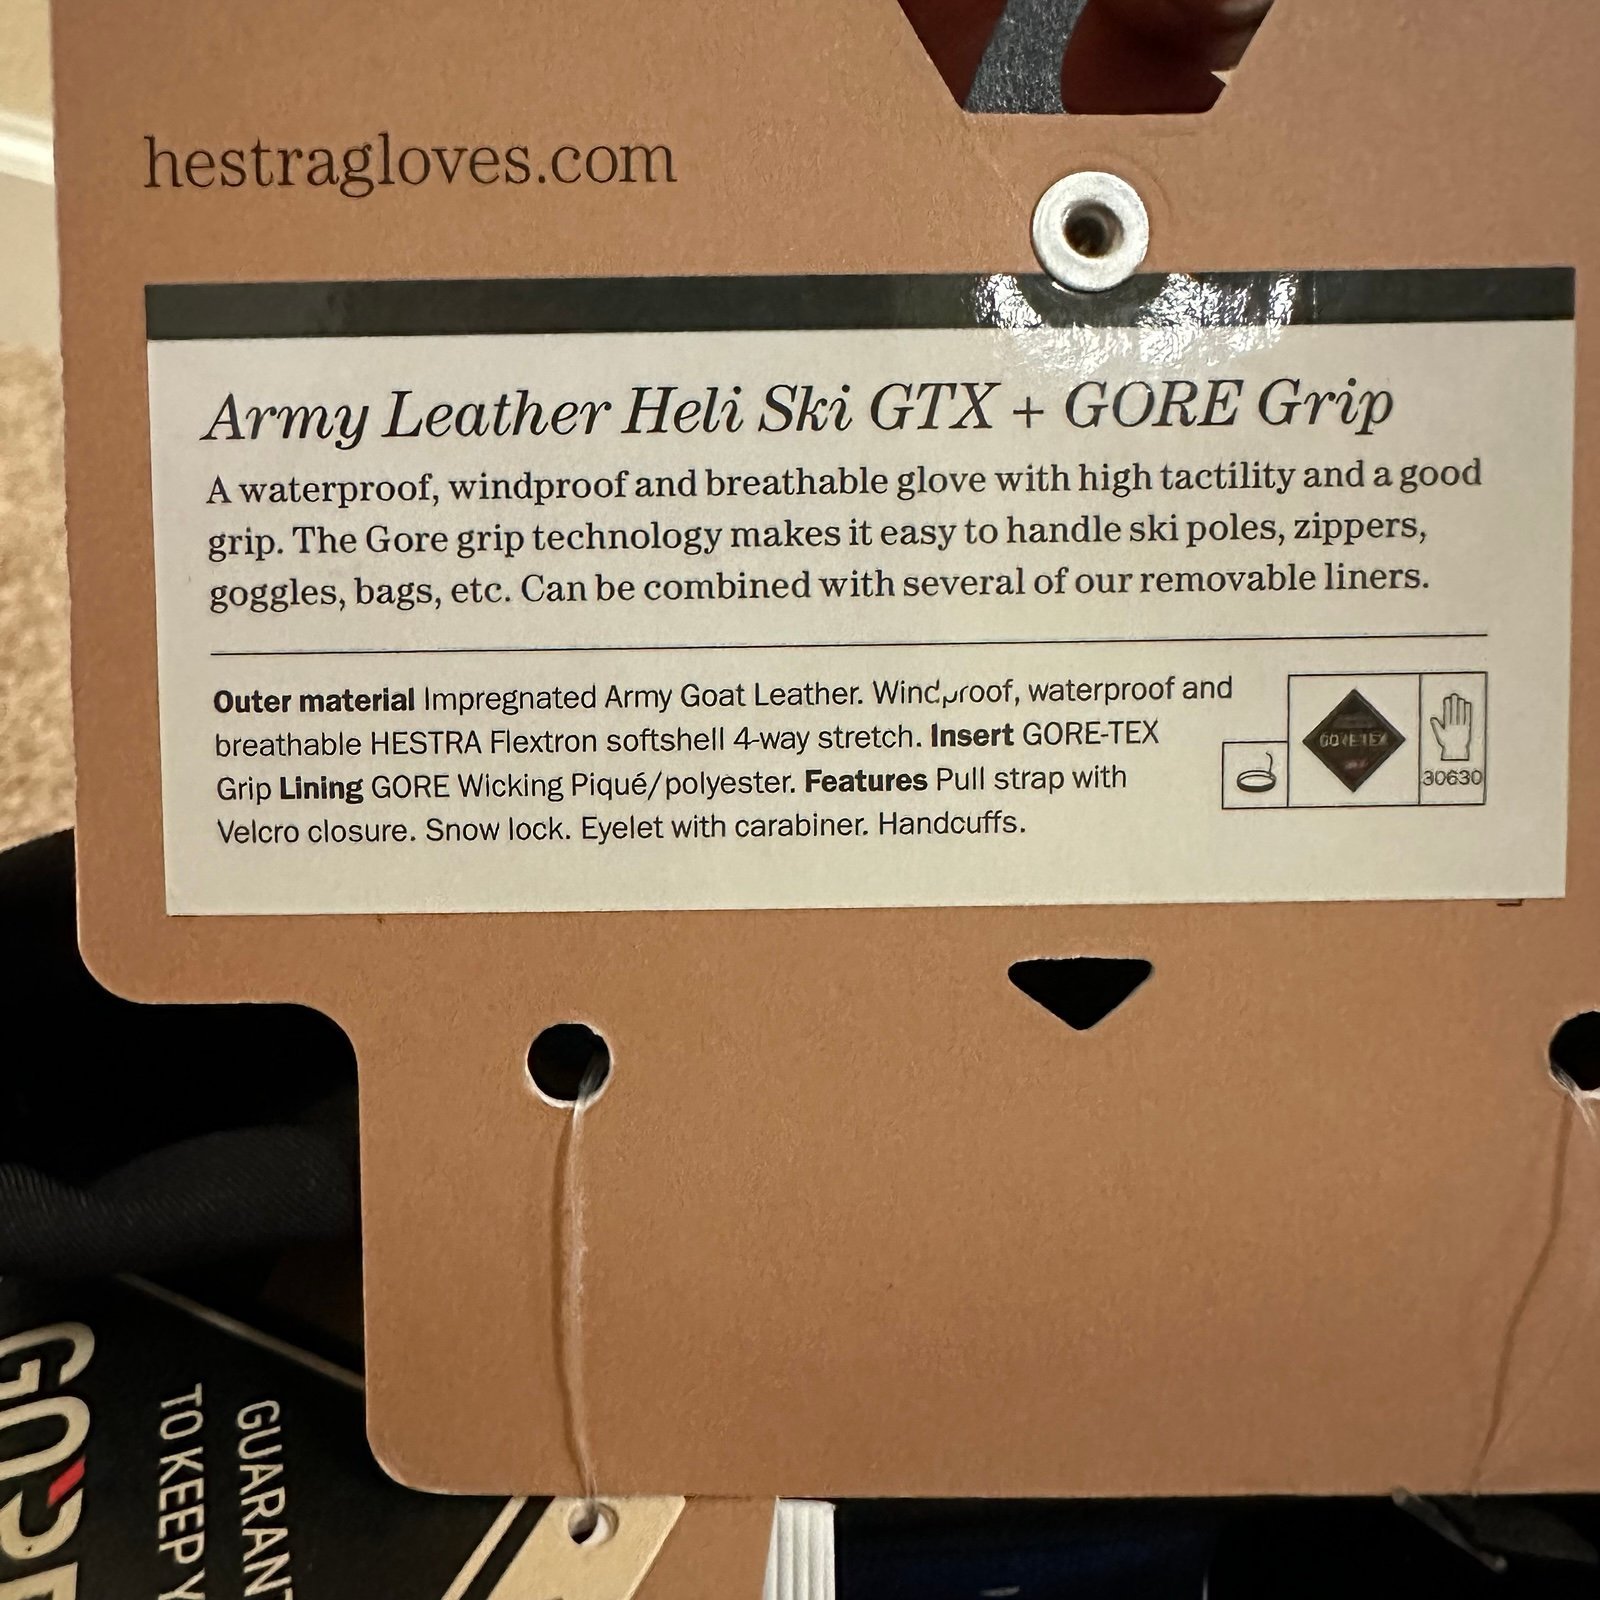 hestragloves.com
Army Leather Heli Ski GTX + GORE Grip
A waterproof, windproof and breathable glove with high tactility and a good
grip. The Gore grip technology makes it easy to handle ski poles, zippers,
goggles, bags, etc. Can be combined with several of our removable liners.
Outer material Impregnated Army Goat Leather. Windproof, waterproof and
breathable HESTRA Flextron softshell 4-way stretch. Insert GORE-TEX
Grip Lining GORE Wicking Piqué/polyester. Features Pull strap with
Velcro closure. Snow lock. Eyelet with carabiner. Handcuffs.
GORE-TEX
30630
GORE
GUARANT
TO KEEP Y